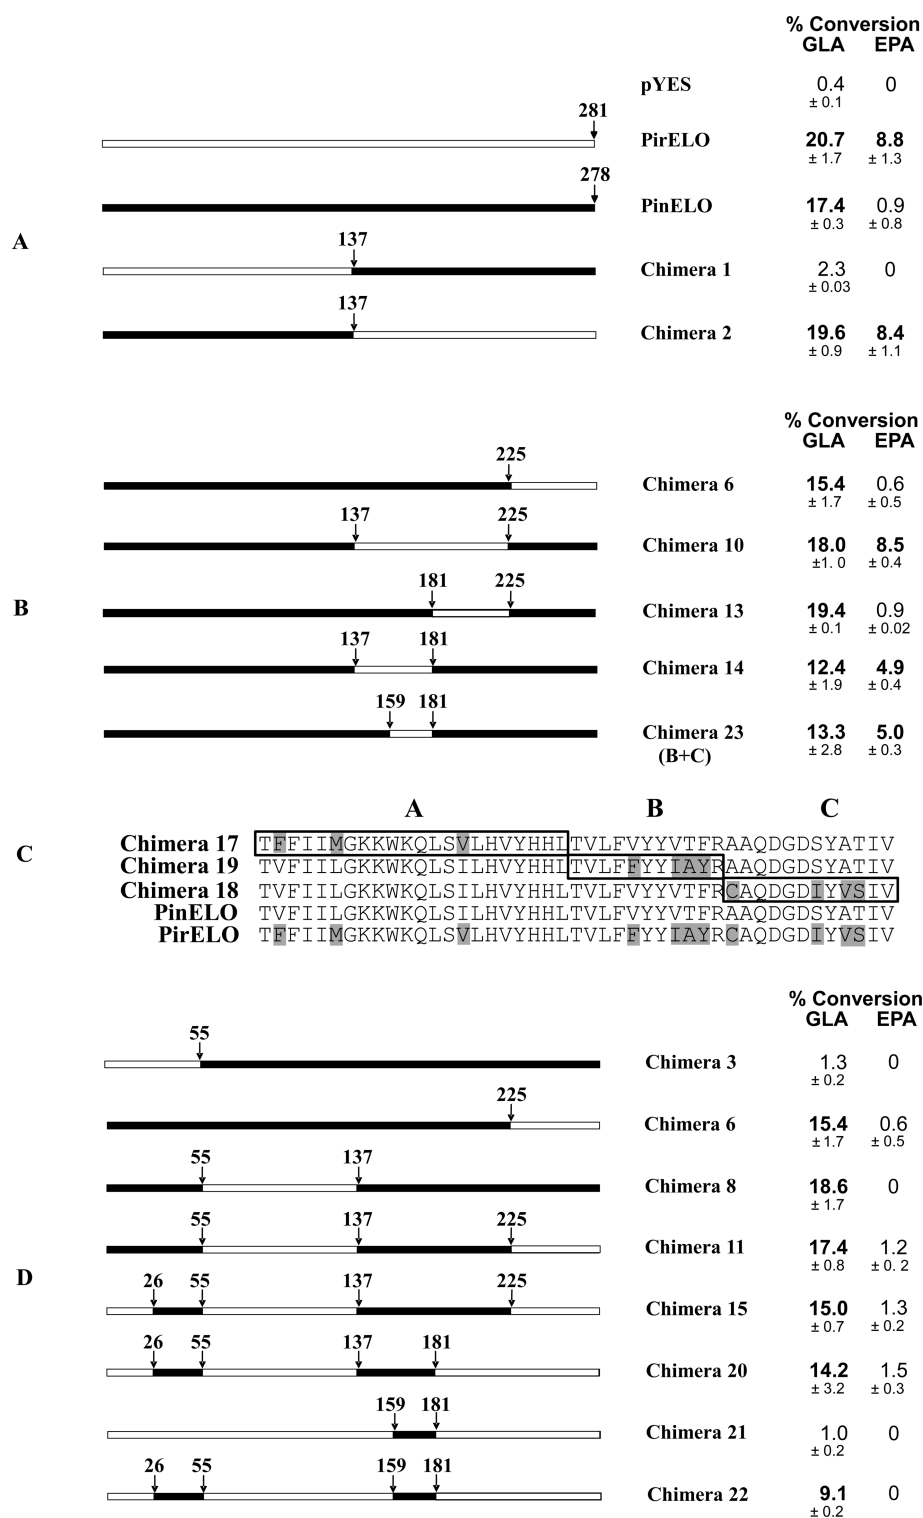 % Conversion
GLA EPA
pYES 0.4 0
± 0.1
281
PirELO 20.7 8.8
± 1.7 ± 1.3
278
PinELO 17.4 0.9
± 0.3 ± 0.8
A
137
Chimera 1 2.3 0
± 0.03
137
Chimera 2 19.6 8.4
± 0.9 ± 1.1
% Conversion
GLA EPA
225
Chimera 6 15.4 0.6
± 1.7 ± 0.5
137 225
Chimera 10 18.0 8.5
±1. 0 ± 0.4
181 225
B
Chimera 13 19.4 0.9
± 0.1 ± 0.02
137 181
Chimera 14 12.4 4.9
± 1.9 ± 0.4
159 181
Chimera 23 13.3 5.0
(B+C) ± 2.8 ± 0.3
A B C
C
Chimera 17 TFFIIMGKKWKQLSVLHVYHHLTVLFVYYVTFRAAQDGDSYATIV
Chimera 19 TVFIILGKKWKQLSILHVYHHLTVLFFYYIAYRAAQDGDSYATIV
Chimera 18 TVFIILGKKWKQLSILHVYHHLTVLFVYYVTFRCAQDGDIYVSIV
PinELO TVFIILGKKWKQLSILHVYHHLTVLFVYYVTFRAAQDGDSYATIV
PirELO TFFIIMGKKWKQLSVLHVYHHLTVLFFYYIAYRCAQDGDIYVSIV
% Conversion
GLA EPA
55
Chimera 3 1.3 0
± 0.2
225
Chimera 6 15.4 0.6
± 1.7 ± 0.5
55 137
Chimera 8 18.6 0
± 1.7
55 137 225
Chimera 11 17.4 1.2
± 0.8 ± 0. 2
D
26 55 137 225
Chimera 15 15.0 1.3
± 0.7 ± 0.2
26 55 137 181
Chimera 20 14.2 1.5
± 3.2 ± 0.3
159 181
Chimera 21 1.0 0
± 0.2
26 55 159 181
Chimera 22 9.1 0
± 0.2